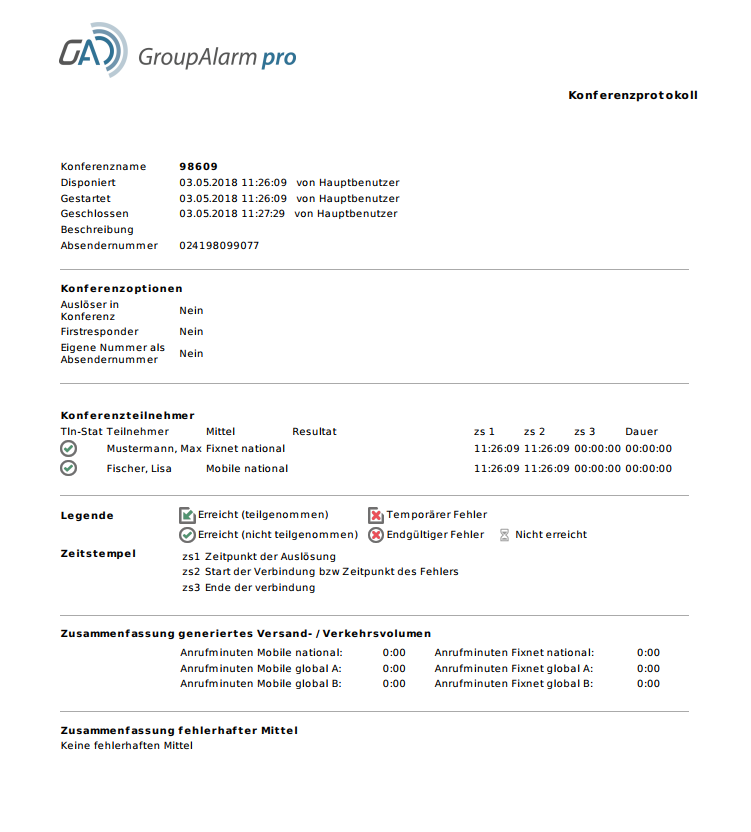 GroupAlarm pro
Konferenzprotokoll
Konferenzname 98609
Disponiert 03.05.2018 11:26:09 von Hauptbenutzer
Gestartet 03.05.2018 11:26:09 von Hauptbenutzer
Geschlossen 03.05.2018 11:27:29 von Hauptbenutzer
Beschreibung
Absendernummer 024198099077
Konferenzoptionen
Auslöser in
Konferenz Nein
Firstresponder Nein
Eigene Nummer als
Absendernummer Nein
Konferenzteilnehmer
Tln-Stat Teilnehmer Mittel Resultat zs 1 zs 2 zs 3 Dauer
Mustermann, Max Fixnet national 11:26:09 11:26:09 00:00:00 00:00:00
Fischer, Lisa Mobile national 11:26:09 11:26:09 00:00:00 00:00:00
Legende Erreicht (teilgenommen) Temporärer Fehler
Erreicht (nicht teilgenommen) Endgültiger Fehler Nicht erreicht
Zeitstempel zs1 Zeitpunkt der Auslösung
zs2 Start der Verbindung bzw Zeitpunkt des Fehlers
zs3 Ende der verbindung
Zusammenfassung generiertes Versand- / Verkehrsvolumen
Anrufminuten Mobile national: 0:00 Anrufminuten Fixnet national: 0:00
Anrufminuten Mobile global A: 0:00 Anrufminuten Fixnet global A: 0:00
Anrufminuten Mobile global B: 0:00 Anrufminuten Fixnet global B: 0:00
Zusammenfassung fehlerhafter Mittel
Keine fehlerhaften Mittel